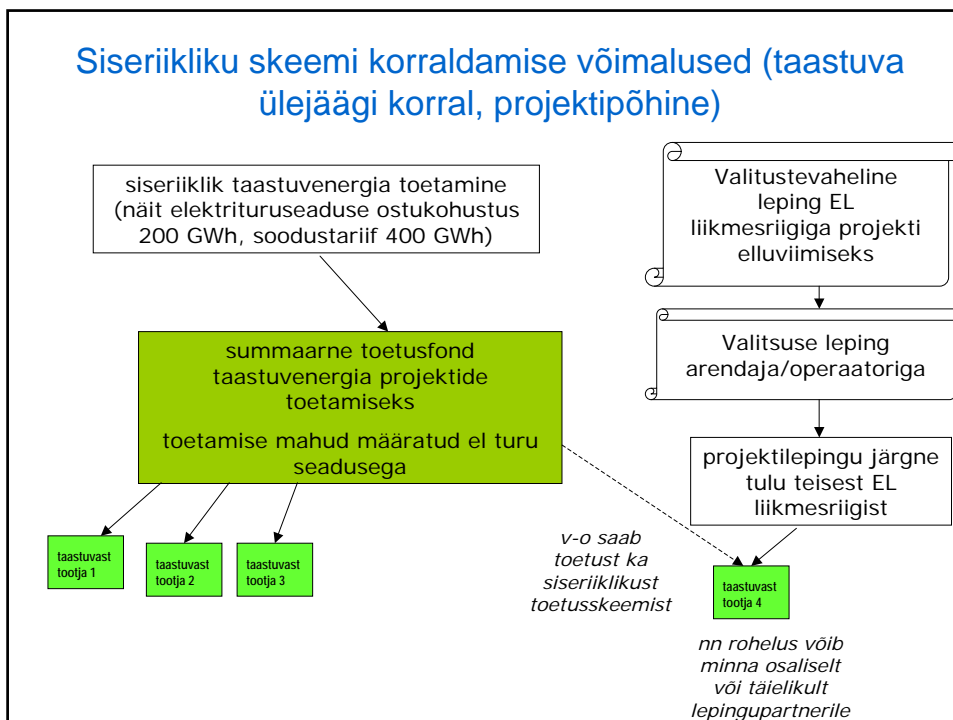 Siseriikliku skeemi korraldamise võimalused (taastuva
ülejäägi korral, projektipõhine)
siseriiklik taastuvenergia toetamine
(näit elektrituruseaduse ostukohustus
200 GWh, soodustariif 400 GWh)
summaarne toetusfond
taastuvenergia projektide
toetamiseks
toetamise mahud määratud el turu
seadusega
taastuvast
tootja 1
taastuvast
tootja 2
taastuvast
tootja 3
Valitustevaheline
leping EL
liikmesriigiga projekti
elluviimiseks
Valitsuse leping
arendaja/operaatoriga
projektilepingu järgne
tulu teisest EL
liikmesriigist
v-o saab
toetust ka
siseriiklikust
toetusskeemist
taastuvast
tootja 4
nn rohelus võib
minna osaliselt
või täielikult
lepingupartnerile